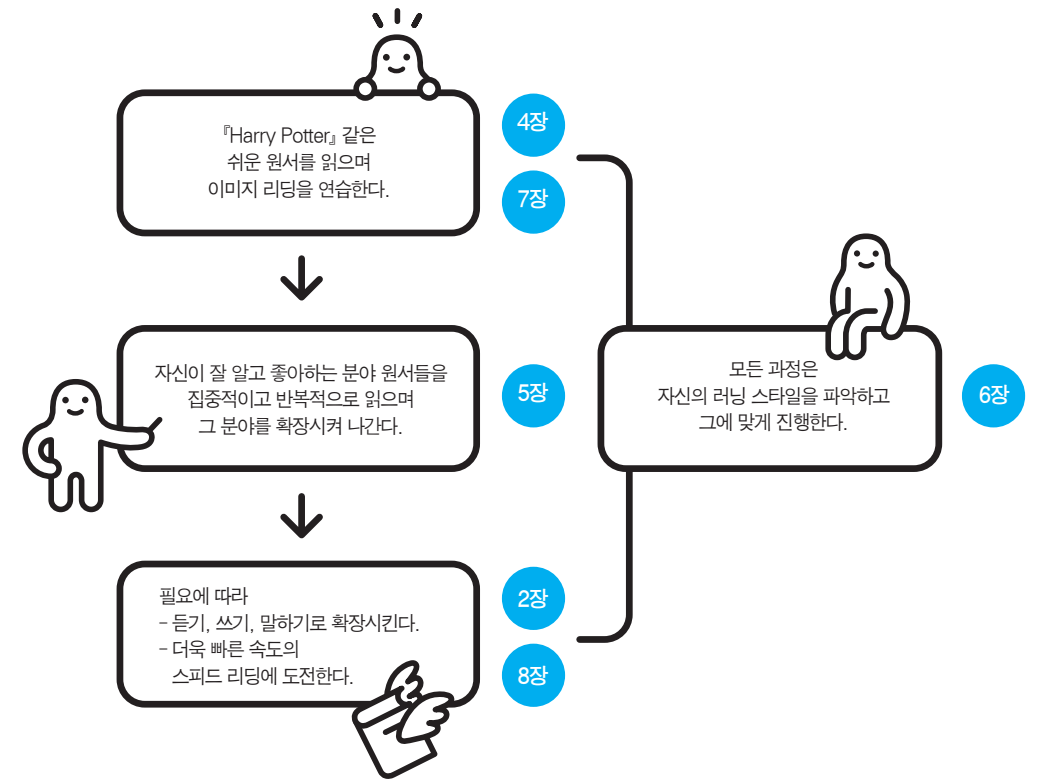 『Harry Potter』 같은
쉬운 원서를 읽으며
이미지 리딩을 연습한다.
4장
7장
자신이 잘 알고 좋아하는 분야 원서들을
집중적이고 반복적으로 읽으며
그 분야를 확장시켜 나간다.
5장
모든 과정은
자신의 러닝 스타일을 파악하고
그에 맞게 진행한다.
6장
필요에 따라
- 듣기, 쓰기, 말하기로 확장시킨다.
- 더욱 빠른 속도의
스피드 리딩에 도전한다.
2장
8장